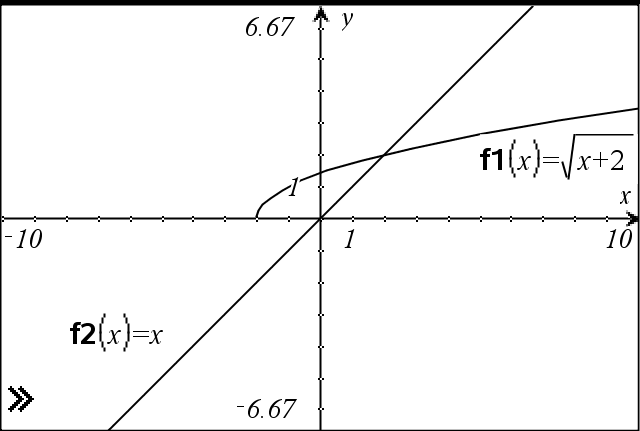 6.67 y
1
f1(x)=√x+2
x
-10 1 10
f2(x)=x
-6.67